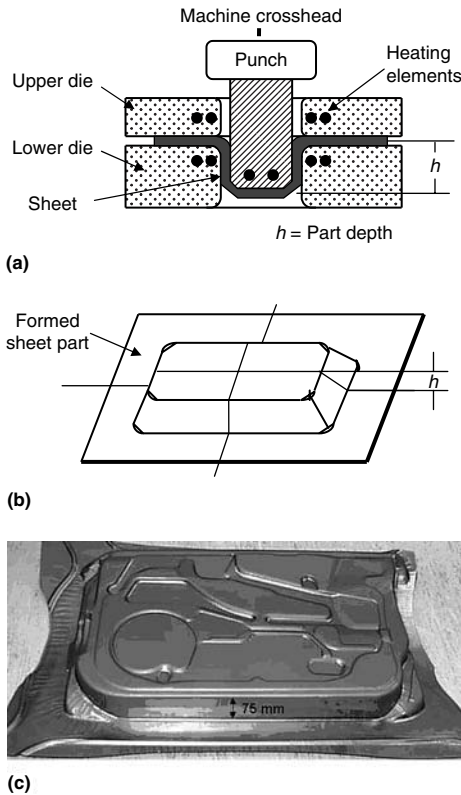 Machine crosshead
Punch
Heating
elements
Upper die
Lower die
Sheet
h
h = Part depth
(a)
Formed
sheet part
h
(b)
75 mm
(c)